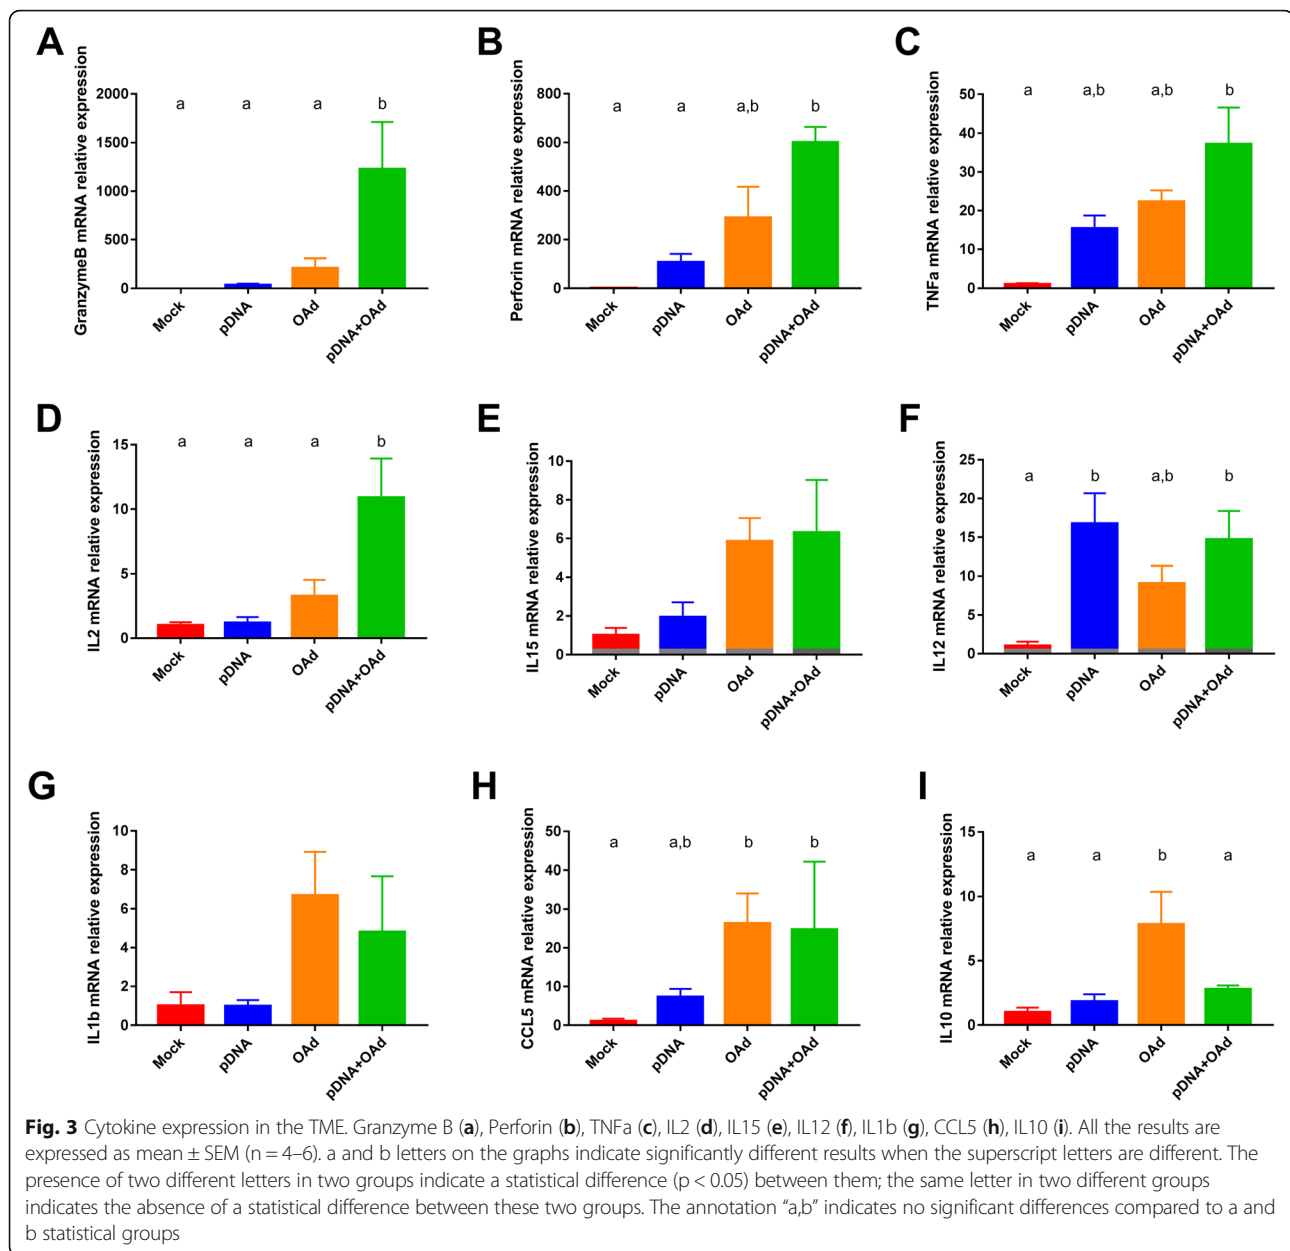 A
GranzymeB mRNA relative expression
2000
1500
1000
500
0
a a a b
Mock pDNA OAd pDNA+OAd
B
Perforin mRNA relative expression
800
600
400
200
0
a a a,b b
Mock pDNA OAd pDNA+OAd
C
TNFa mRNA relative expression
50
40
30
20
10
0
a a,b a,b b
Mock pDNA OAd pDNA+OAd
D
IL2 mRNA relative expression
15
10
5
0
a a a b
Mock pDNA OAd pDNA+OAd
E
IL15 mRNA relative expression
10
8
6
4
2
0
Mock pDNA OAd pDNA+OAd
F
IL12 mRNA relative expression
25
20
15
10
5
0
a b a,b b
Mock pDNA OAd pDNA+OAd
G
IL1b mRNA relative expression
10
8
6
4
2
0
Mock pDNA OAd pDNA+OAd
H
CCL5 mRNA relative expression
50
40
30
20
10
0
a a,b b b
Mock pDNA OAd pDNA+OAd
I
IL10 mRNA relative expression
15
10
5
0
a a b a
Mock pDNA OAd pDNA+OAd
Fig. 3 Cytokine expression in the TME. Granzyme B (a), Perforin (b), TNFa (c), IL2 (d), IL15 (e), IL12 (f), IL1b (g), CCL5 (h), IL10 (i). All the results are
expressed as mean ± SEM (n = 4–6). a and b letters on the graphs indicate significantly different results when the superscript letters are different. The
presence of two different letters in two groups indicate a statistical difference (p < 0.05) between them; the same letter in two different groups
indicates the absence of a statistical difference between these two groups. The annotation “a,b” indicates no significant differences compared to a and
b statistical groups